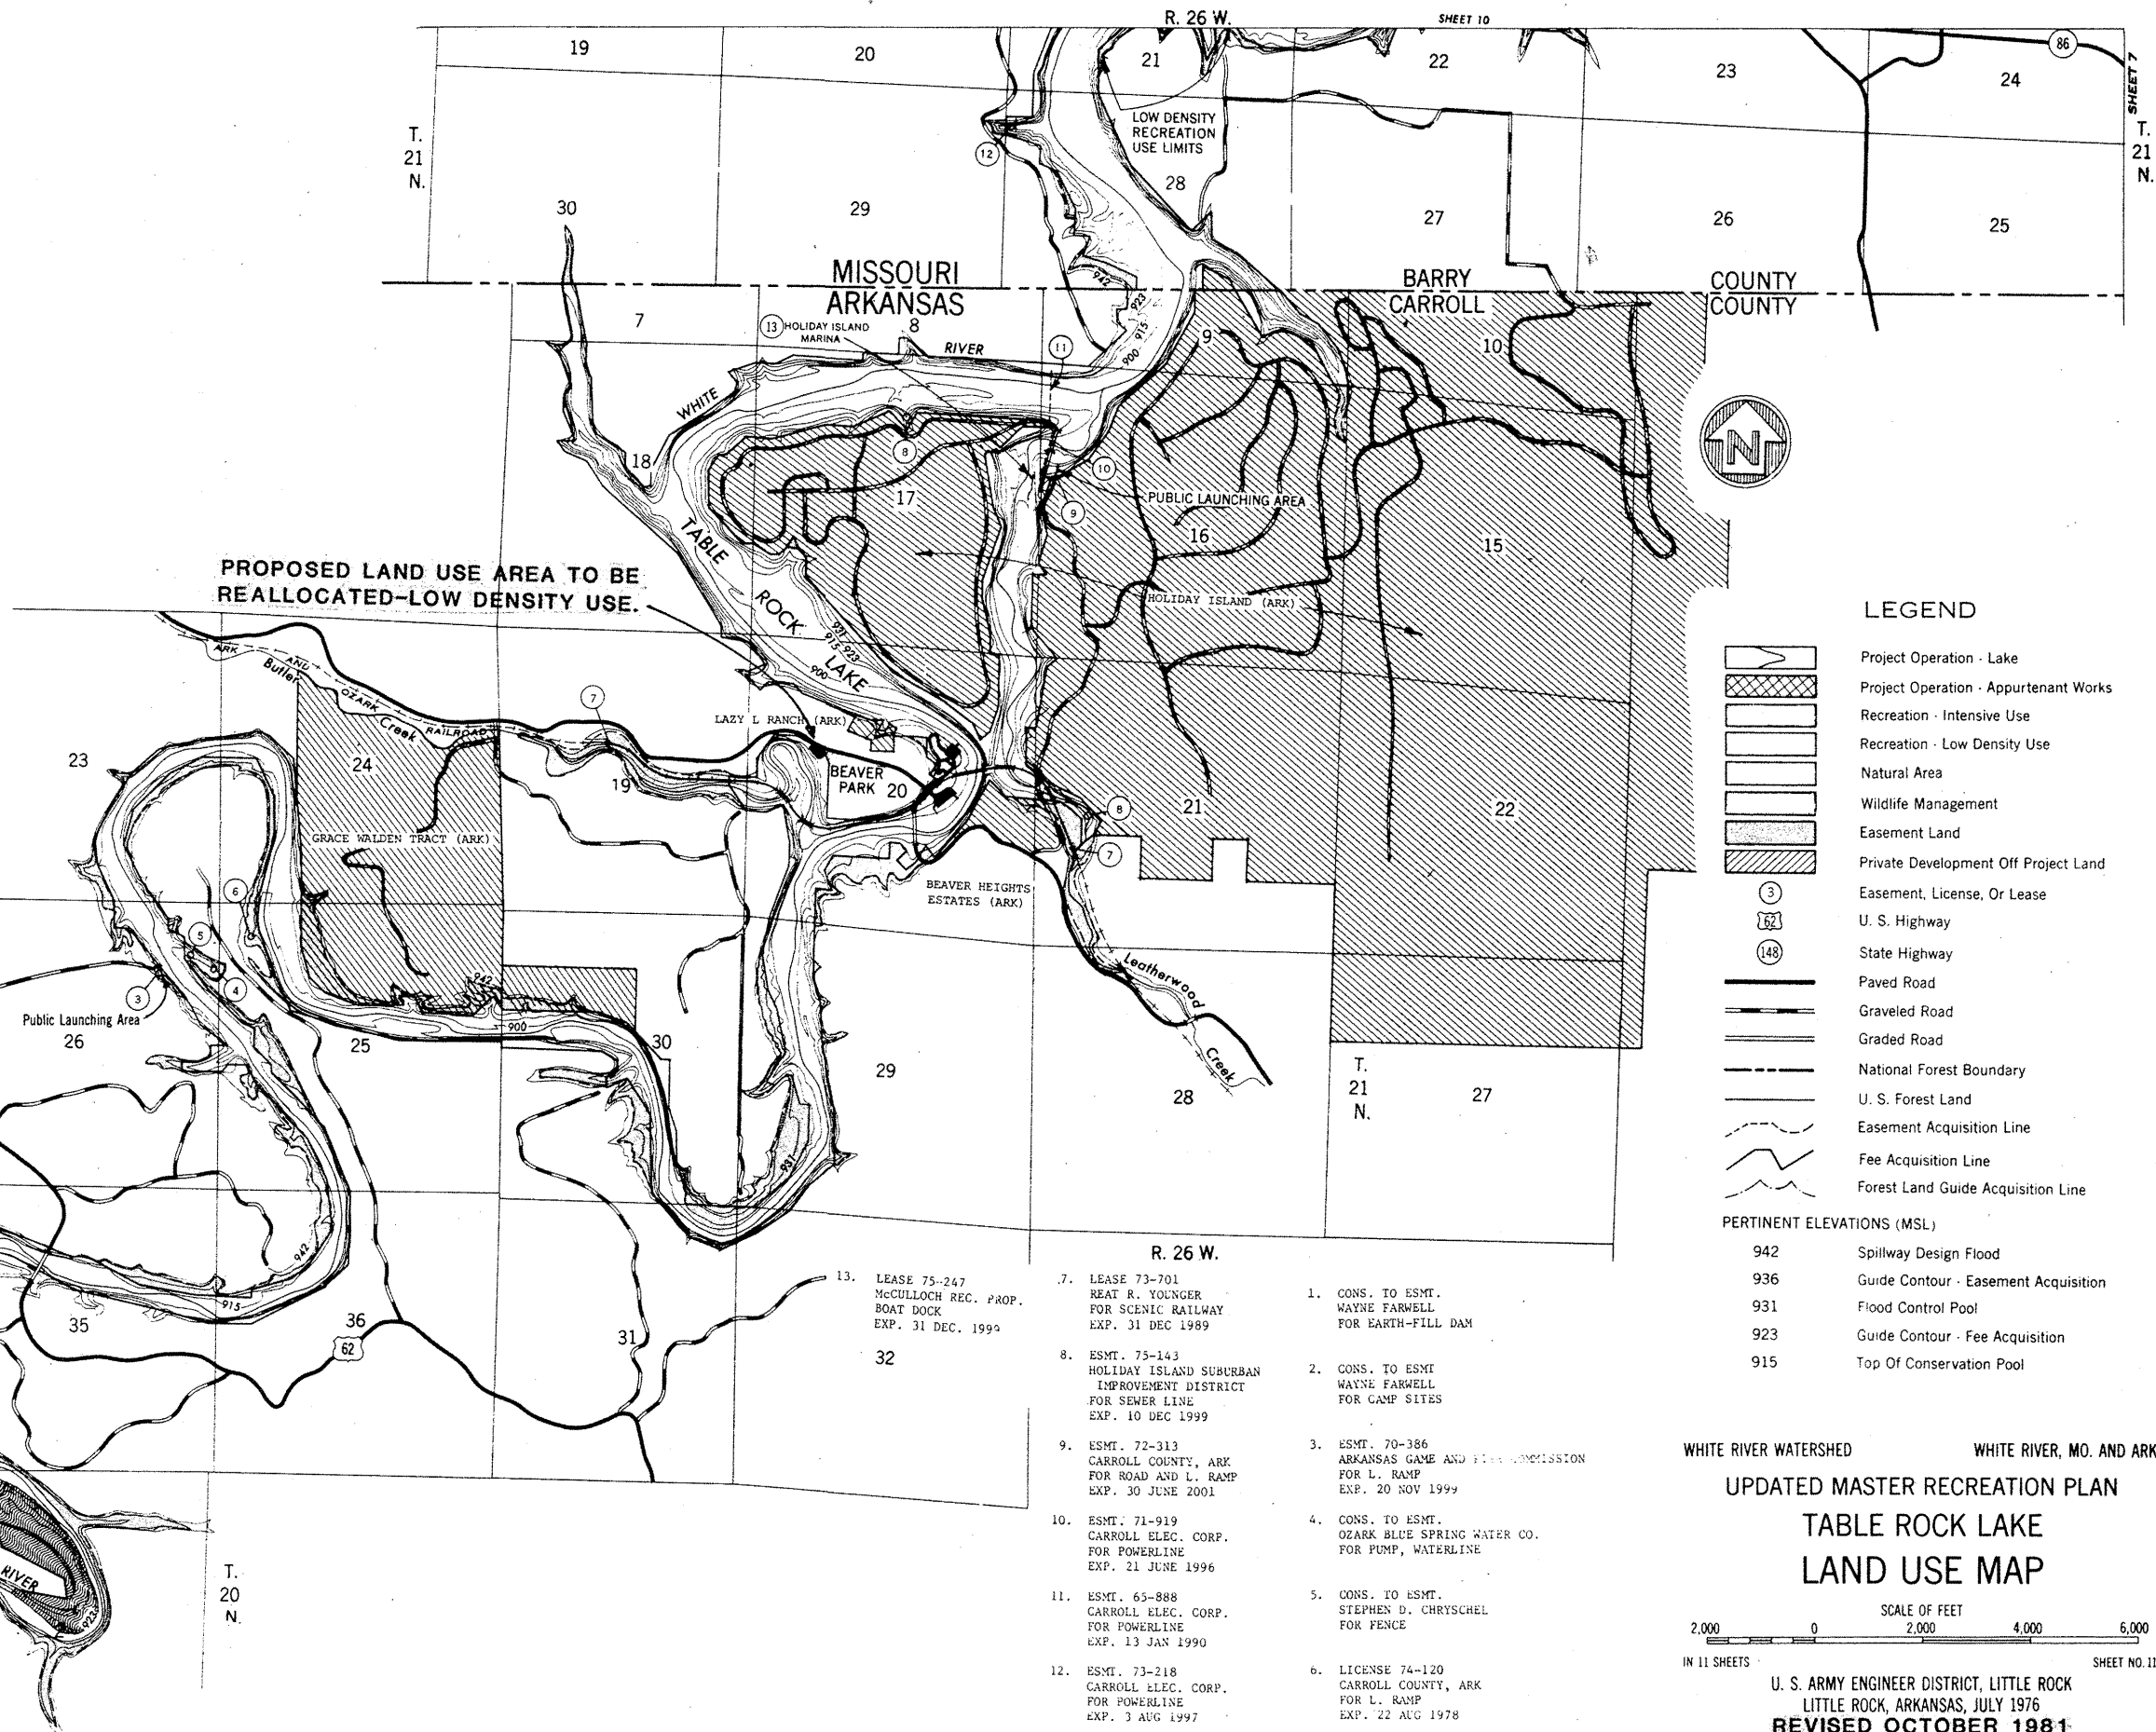 R. 26 W.
SHEET 10
SHEET 7
86
19
20
21
22
23
24
T.
21
N.
T.
21
N.
LOW DENSITY
RECREATION
USE LIMITS
12
28
30
29
27
26
25
MISSOURI
ARKANSAS
BARRY
CARROLL
COUNTY
COUNTY
942
923
915
900
7
13
HOLIDAY ISLAND
MARINA
8
RIVER
11
9
10
WHITE
18
8
17
10
9
PUBLIC LAUNCHING AREA
16
15
N
TABLE
ROCK
LAKE
931
923
915
900
HOLIDAY ISLAND (ARK)
PROPOSED LAND USE AREA TO BE
REALLOCATED-LOW DENSITY USE.
ARK
AND
OZARK
RAILROAD
Butler
Creek
7
LAZY L RANCH (ARK)
23
24
19
BEAVER
PARK
20
21
22
8
7
GRACE WALDEN TRACT (ARK)
BEAVER HEIGHTS
ESTATES (ARK)
6
5
4
3
Public Launching Area
26
25
942
900
30
29
28
27
Leatherwood
Creek
T.
21
N.
931
942
915
35
36
62
31
32
RIVER
923
T.
20
N.
R. 26 W.
13. LEASE 75-247
McCULLOCH REC. PROP.
BOAT DOCK
EXP. 31 DEC. 1999
7. LEASE 73-701
REAT R. YOUNGER
FOR SCENIC RAILWAY
EXP. 31 DEC 1989
8. ESMT. 75-143
HOLIDAY ISLAND SUBURBAN
IMPROVEMENT DISTRICT
FOR SEWER LINE
EXP. 10 DEC 1999
9. ESMT. 72-313
CARROLL COUNTY, ARK
FOR ROAD AND L. RAMP
EXP. 30 JUNE 2001
10. ESMT. 71-919
CARROLL ELEC. CORP.
FOR POWERLINE
EXP. 21 JUNE 1996
11. ESMT. 65-888
CARROLL ELEC. CORP.
FOR POWERLINE
EXP. 13 JAN 1990
12. ESMT. 73-218
CARROLL ELEC. CORP.
FOR POWERLINE
EXP. 3 AUG 1997
1. CONS. TO ESMT.
WAYNE FARWELL
FOR EARTH-FILL DAM
2. CONS. TO ESMT
WAYNE FARWELL
FOR CAMP SITES
3. ESMT. 70-386
ARKANSAS GAME AND COMMISSION
FOR L. RAMP
EXP. 20 NOV 1999
4. CONS. TO ESMT.
OZARK BLUE SPRING WATER CO.
FOR PUMP, WATERLINE
5. CONS. TO ESMT.
STEPHEN D. CHRYSCHEL
FOR FENCE
6. LICENSE 74-120
CARROLL COUNTY, ARK
FOR L. RAMP
EXP. 22 AUG 1978
LEGEND
Project Operation - Lake
Project Operation - Appurtenant Works
Recreation - Intensive Use
Recreation - Low Density Use
Natural Area
Wildlife Management
Easement Land
Private Development Off Project Land
3 Easement, License, Or Lease
62 U. S. Highway
148 State Highway
Paved Road
Graveled Road
Graded Road
National Forest Boundary
U. S. Forest Land
Easement Acquisition Line
Fee Acquisition Line
Forest Land Guide Acquisition Line
PERTINENT ELEVATIONS (MSL)
942 Spillway Design Flood
936 Guide Contour - Easement Acquisition
931 Flood Control Pool
923 Guide Contour - Fee Acquisition
915 Top Of Conservation Pool
WHITE RIVER WATERSHED WHITE RIVER, MO. AND ARK
UPDATED MASTER RECREATION PLAN
TABLE ROCK LAKE
LAND USE MAP
SCALE OF FEET
2,000 0 2,000 4,000 6,000
IN 11 SHEETS SHEET NO. 11
U. S. ARMY ENGINEER DISTRICT, LITTLE ROCK
LITTLE ROCK, ARKANSAS, JULY 1976
REVISED OCTOBER 1981